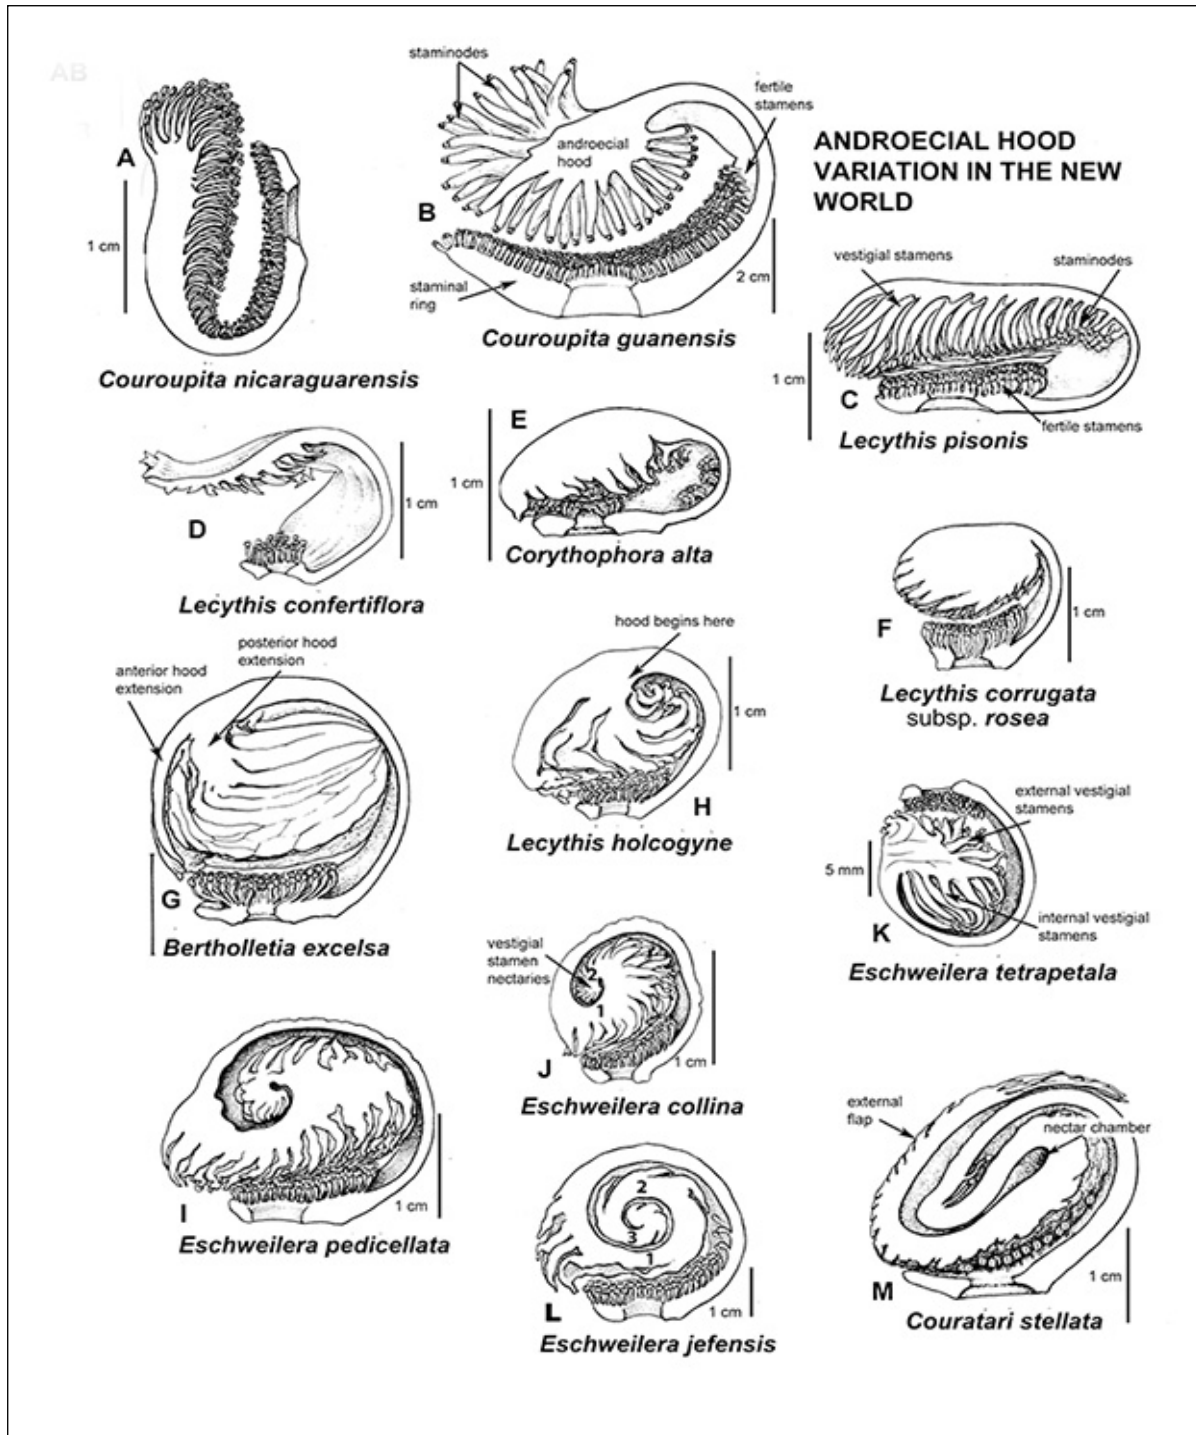 AB
ANDROECIAL HOOD
VARIATION IN THE NEW
WORLD
A
1 cm
Couroupita nicaraguarensis
staminodes
androecial
hood
fertile
stamens
B
staminal
ring
2 cm
Couroupita guanensis
vestigial stamens
staminodes
1 cm
C
fertile stamens
Lecythis pisonis
D
1 cm
Lecythis confertiflora
E
1 cm
Corythophora alta
F
1 cm
Lecythis corrugata
subsp. rosea
anterior hood
extension
posterior hood
extension
G
Bertholletia excelsa
hood begins here
1 cm
H
Lecythis holcogyne
external vestigial
stamens
5 mm
internal vestigial
stamens
K
Eschweilera tetrapetala
vestigial
stamen
nectaries
2
1
J
1 cm
Eschweilera collina
I
1 cm
Eschweilera pedicellata
2
3
1
L
1 cm
Eschweilera jefensis
external
flap
nectar chamber
M
1 cm
Couratari stellata